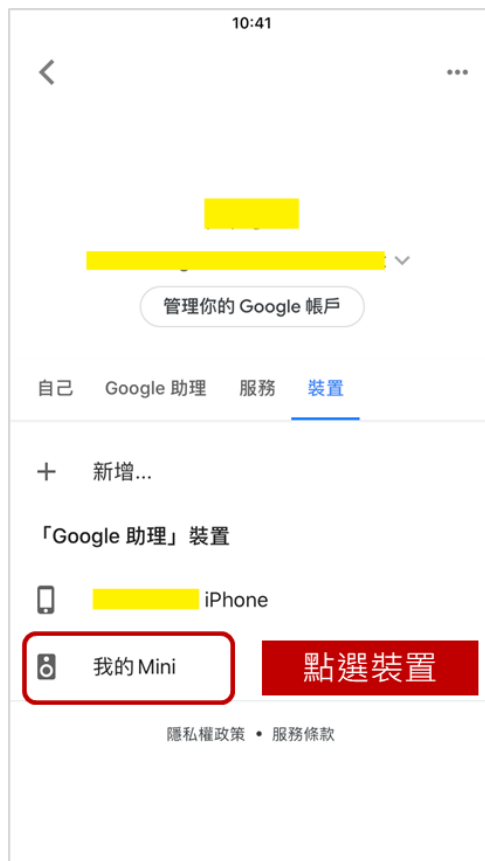 10:41
管理你的 Google 帳戶
自己 Google 助理 服務 裝置
新增...
「Google 助理」裝置
iPhone
我的 Mini
點選裝置
隱私權政策 • 服務條款